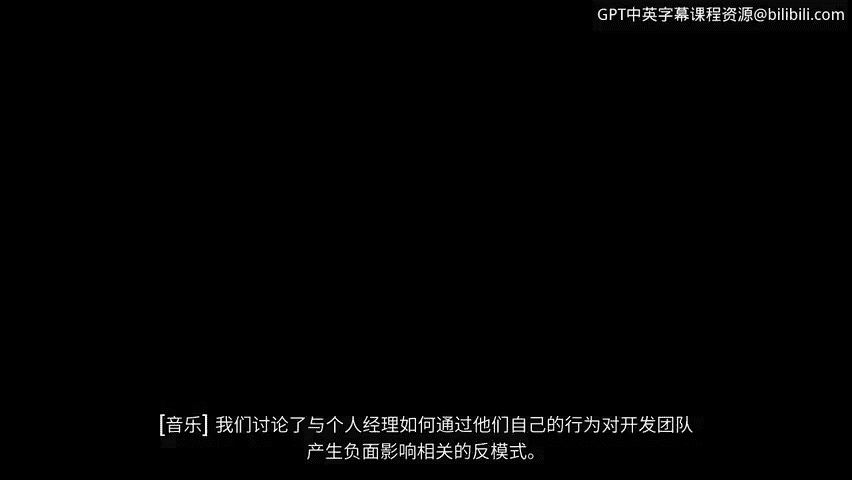 GPT中英字幕课程资源@bilibili.com
[音乐] 我们讨论了与个人经理如何通过他们自己的行为对开发团队
产生负面影响相关的反模式。